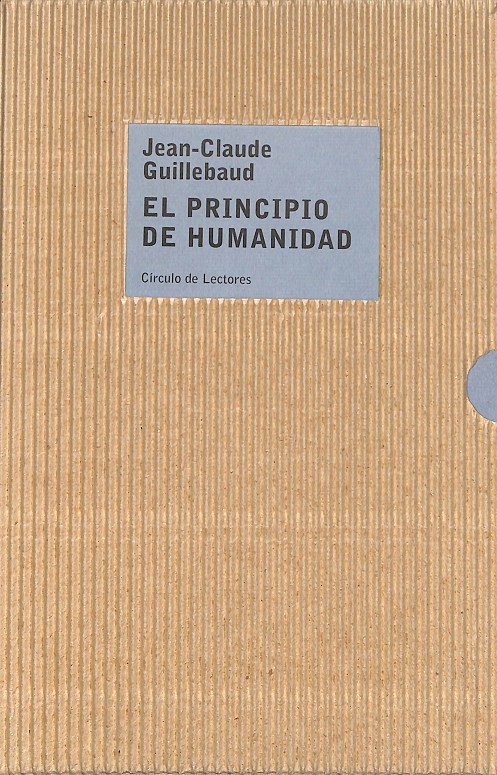 Jean-Claude
Guillebaud
EL PRINCIPIO
DE HUMANIDAD
Círculo de Lectores